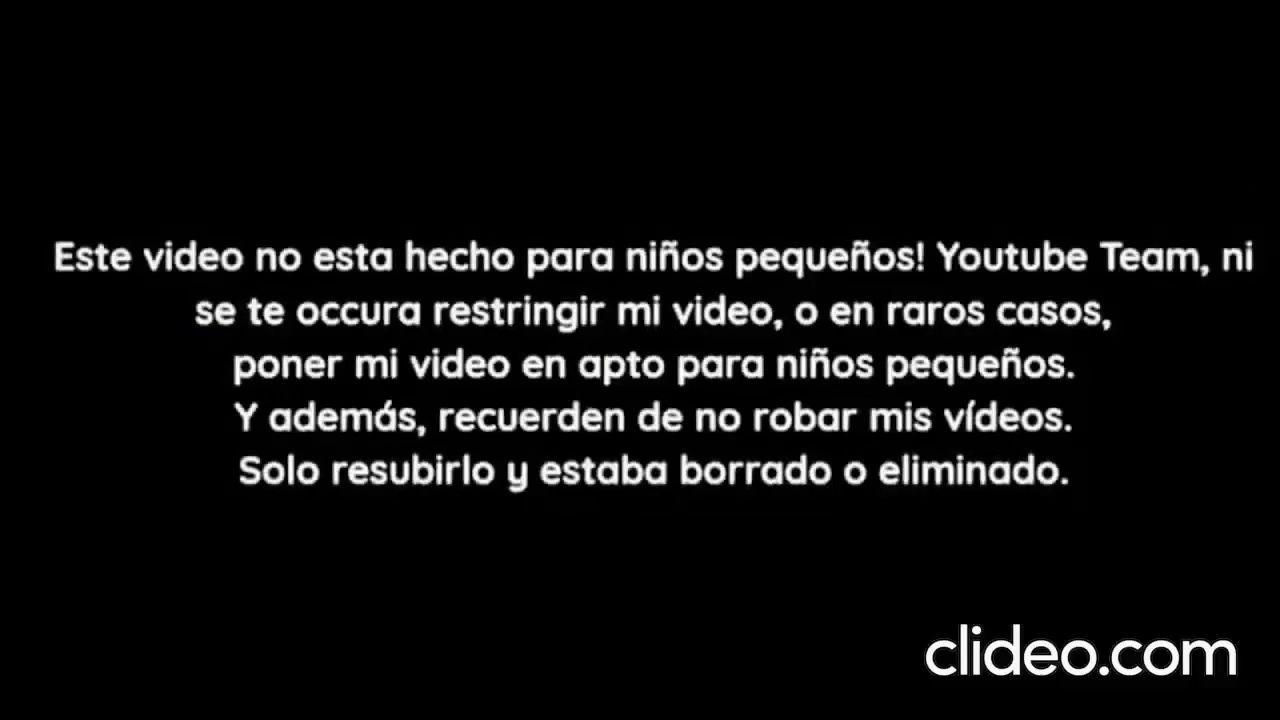 Este video no esta hecho para niños pequeños! Youtube Team, ni
se te occura restringir mi video, o en raros casos,
poner mi video en apto para niños pequeños.
Y además, recuerden de no robar mis vídeos.
Solo resubirlo y estaba borrado o eliminado.
clideo.com